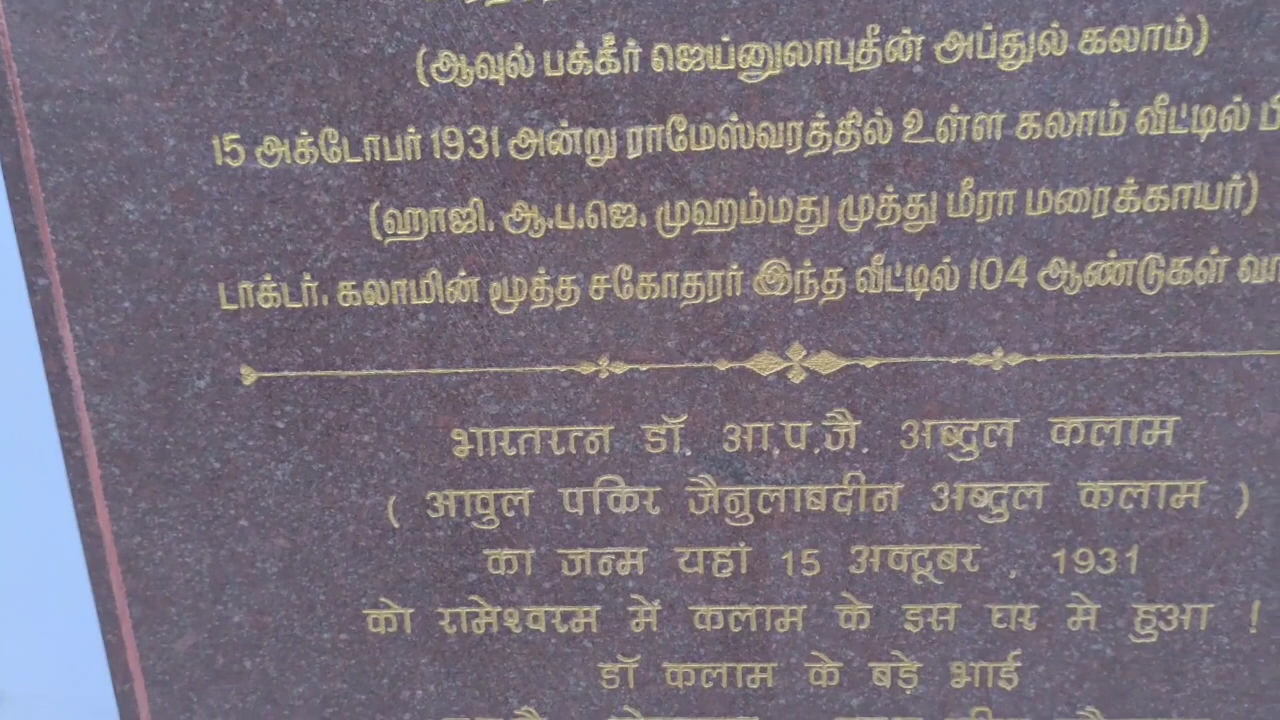 (ஆவுல் பக்கீர் ஜெய்னுலாபுதீன் அப்துல் கலாம்)
15 அக்டோபர் 1931 அன்று ராமேஸ்வரத்தில் உள்ள கலாம் வீட்டில்
(ஹாஜி. ஆ.ப.ஜெ. முஹம்மது முத்து மீரா மரைக்காயர்)
டாக்டர். கலாமின் மூத்த சகோதரர் இந்த வீட்டில் 104 ஆண்டுகள்
भारतरत्न डॉ. आ.प.जै. अब्दुल कलाम
( आवुल पकिर जैनुलाबदीन अब्दुल कलाम )
का जन्म यहां 15 अक्टूबर , 1931
को रामेश्वरम में कलाम के इस घर मे हुआ !
डॉ कलाम के बड़े भाई